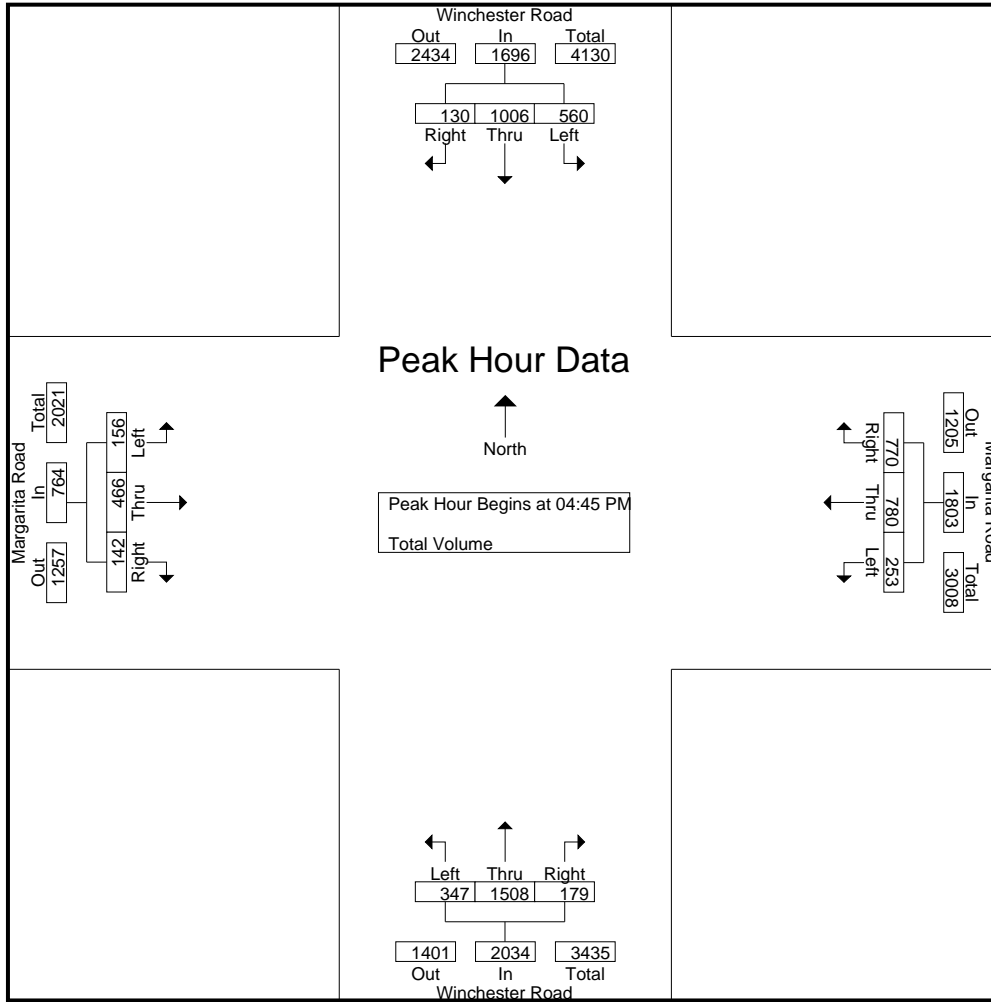 Winchester Road
Out In Total
2434 1696 4130
130 1006 560
Right Thru Left
Peak Hour Data
North
Peak Hour Begins at 04:45 PM
Total Volume
Margarita Road
Out In Total
1257 764 2021
Right Thru Left
142 466 156
Margarita Road
Out In Total
1205 1803 3008
Right Thru Left
770 780 253
Left Thru Right
347 1508 179
1401 2034 3435
Out In Total
Winchester Road